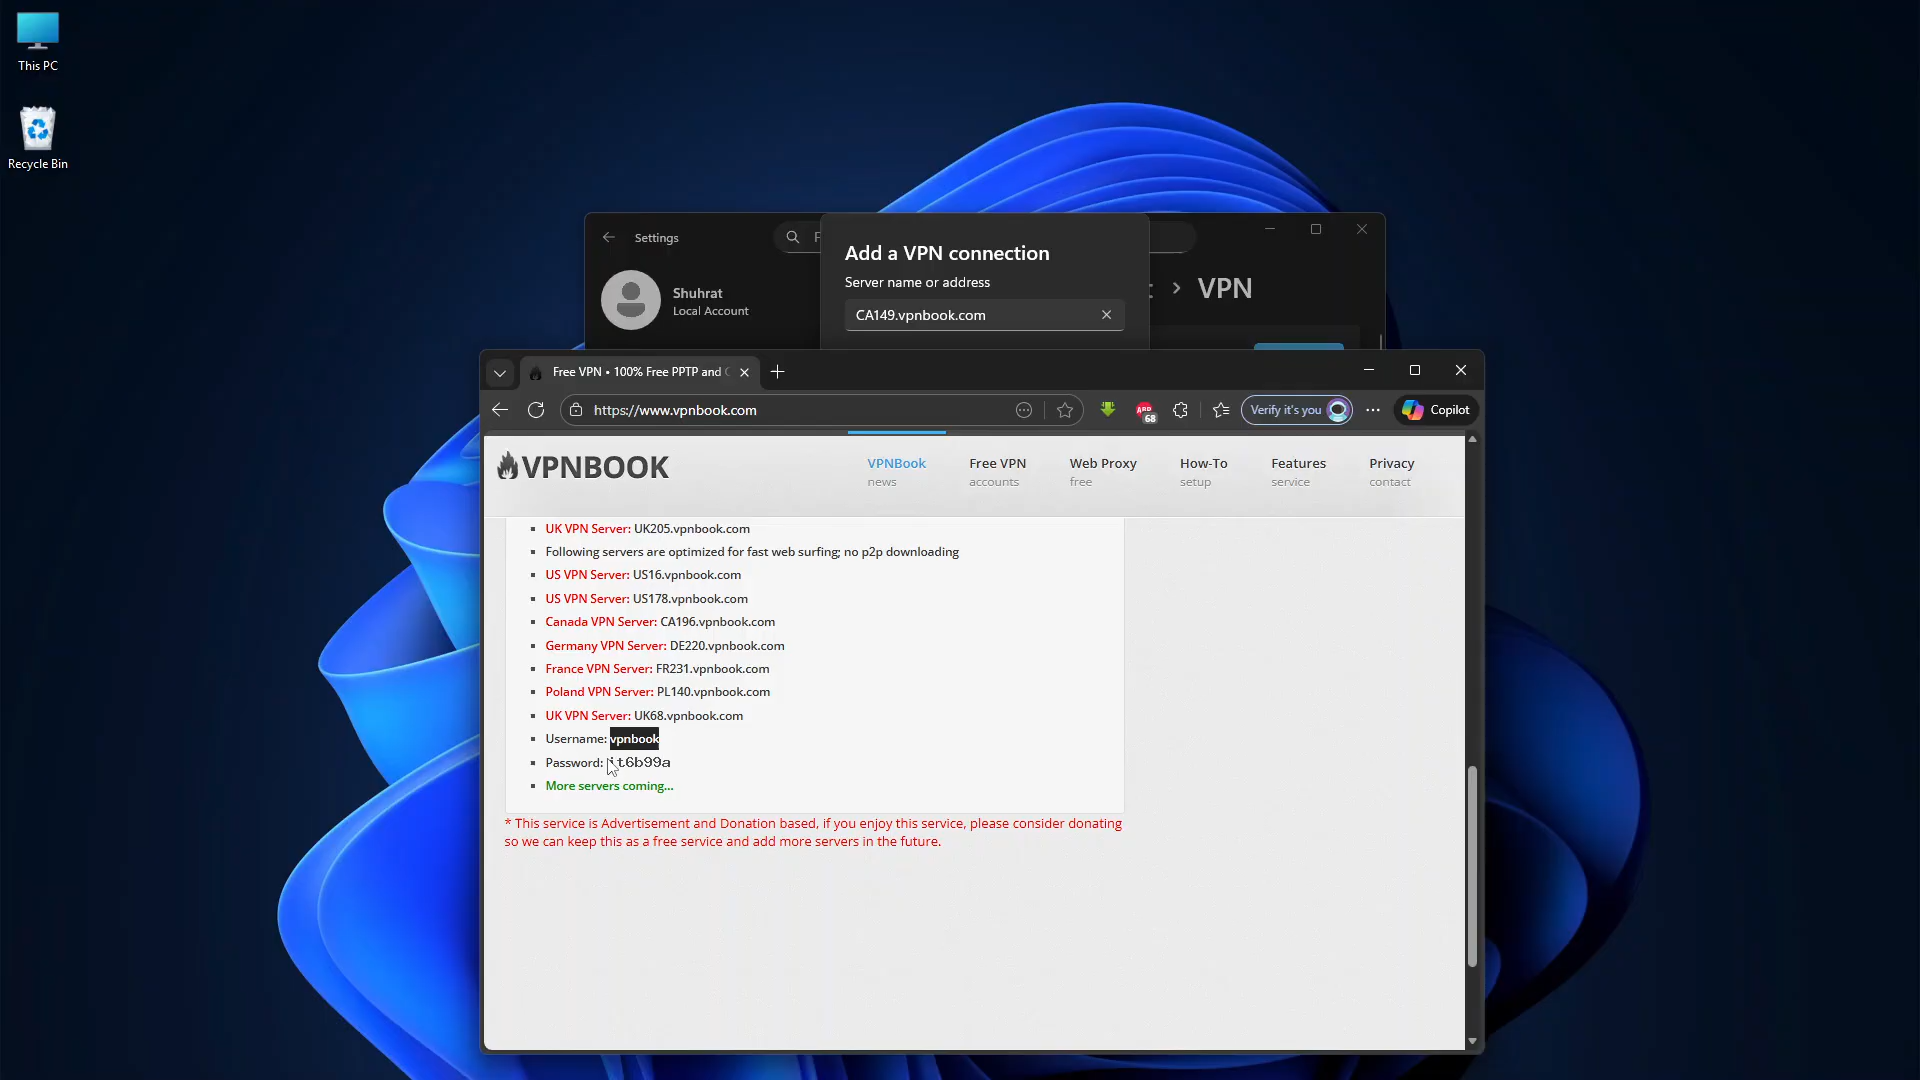 This PC
Recycle Bin
Settings
Shuhrat
Local Account
Add a VPN connection
Server name or address
CA149.vpnbook.com
VPN
Free VPN • 100% Free PPTP and
https://www.vpnbook.com
ABP
68
Verify it's you
Copilot
VPNBOOK
VPNBook
news
Free VPN
accounts
Web Proxy
free
How-To
setup
Features
service
Privacy
contact
UK VPN Server: UK205.vpnbook.com
Following servers are optimized for fast web surfing; no p2p downloading
US VPN Server: US16.vpnbook.com
US VPN Server: US178.vpnbook.com
Canada VPN Server: CA196.vpnbook.com
Germany VPN Server: DE220.vpnbook.com
France VPN Server: FR231.vpnbook.com
Poland VPN Server: PL140.vpnbook.com
UK VPN Server: UK68.vpnbook.com
Username: vpnbook
Password:
More servers coming...
* This service is Advertisement and Donation based, if you enjoy this service, please consider donating
so we can keep this as a free service and add more servers in the future.